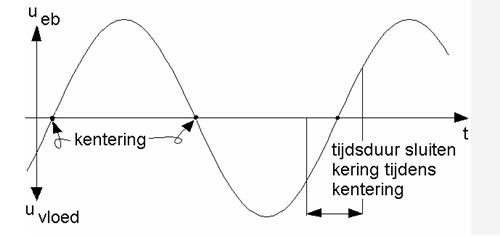 u eb
kentering
t
tijdsduur sluiten
kering tijdens
kentering
u vloed